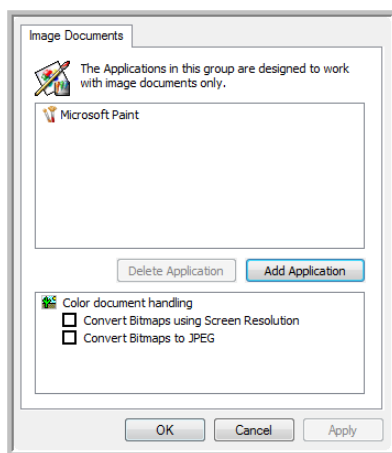 Image Documents
The Applications in this group are designed to work
with image documents only.
Microsoft Paint
Delete Application
Add Application
Color document handling
Convert Bitmaps using Screen Resolution
Convert Bitmaps to JPEG
OK
Cancel
Apply